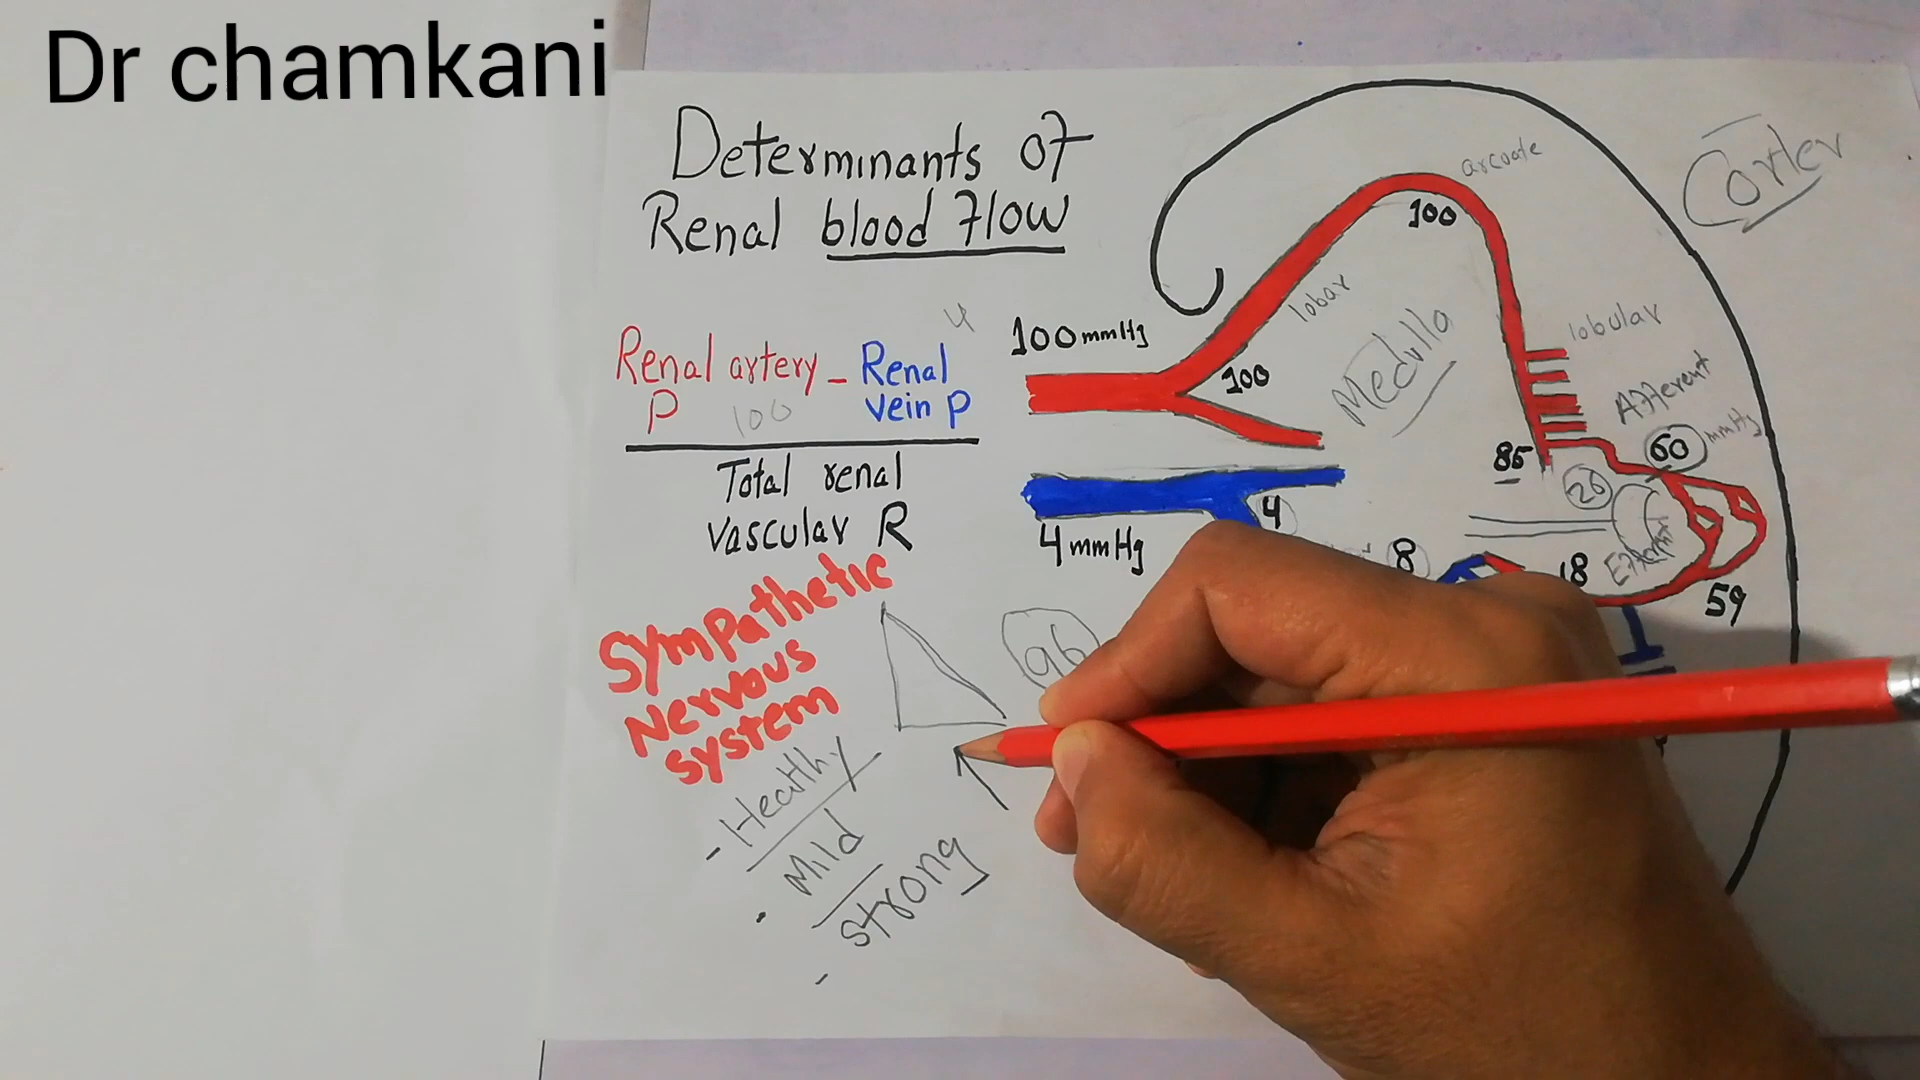 Dr chamkani
Determinants of
Renal blood flow
Cortex
arcuate
100
lobar
lobular
Medulla
100 mmHg
100
4
Renal artery - Renal
P 100 vein P
Total renal
vascular R
Afferent
60 mmHg
85
26
4
4 mmHg
8
18
Efferent
59
Sympathetic
Nervous
system
96
- Healthy
Mild
Strong